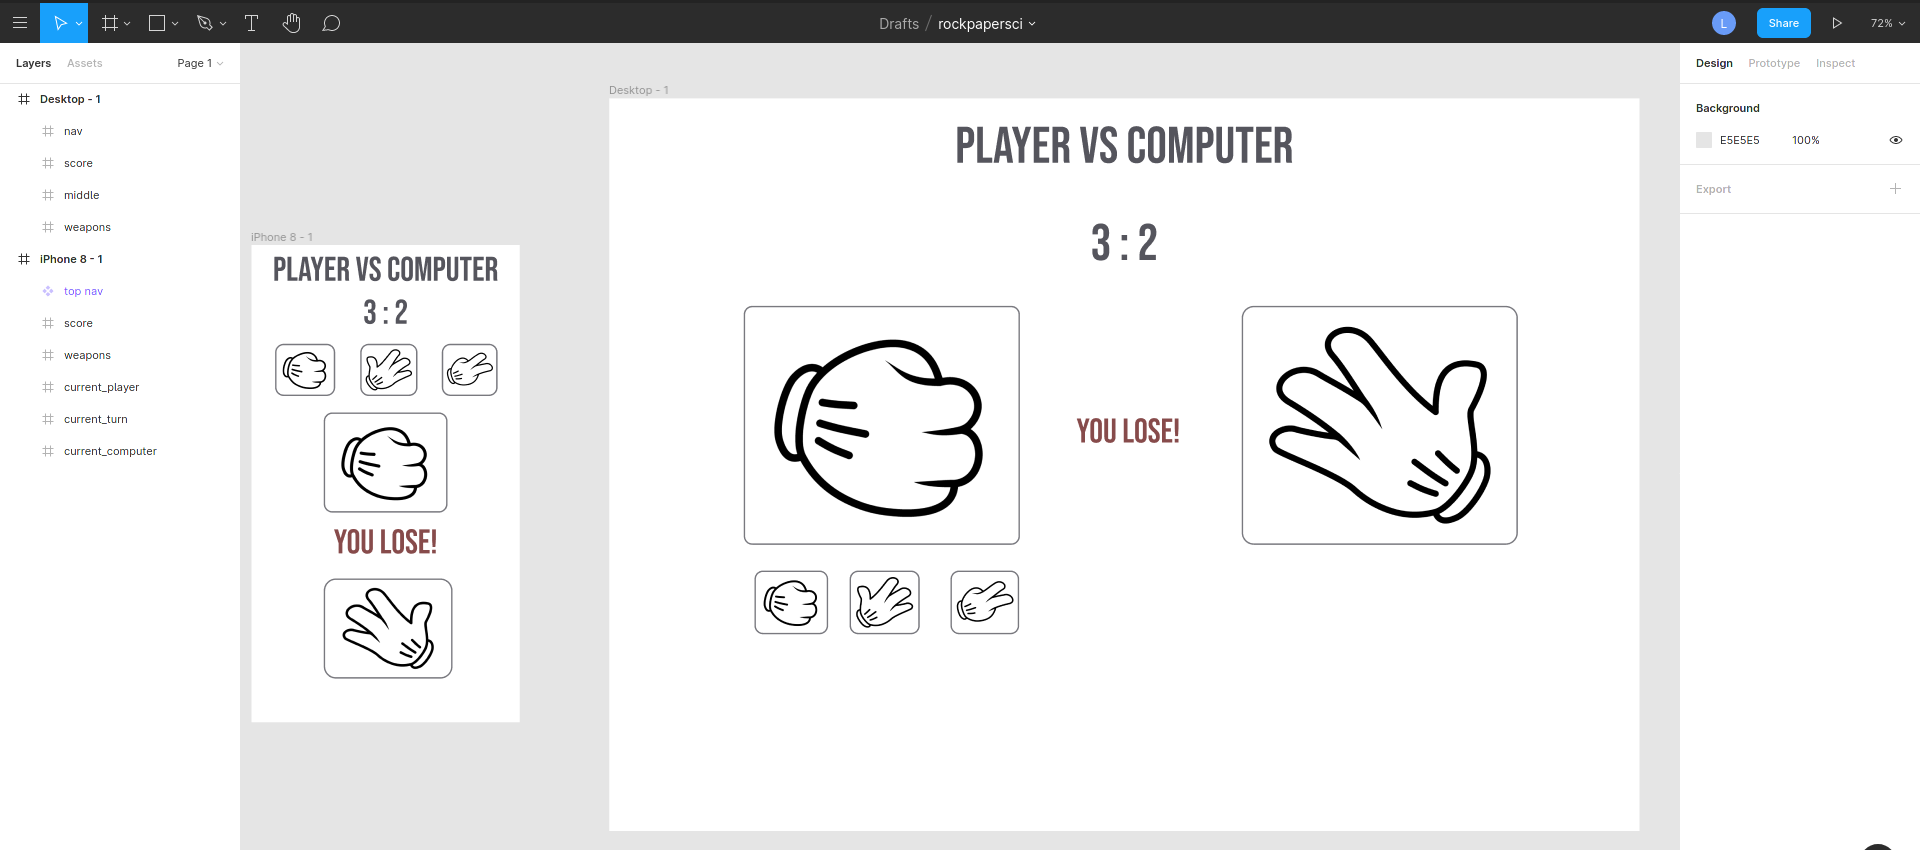 Drafts / rockpapersci
L
Share
72%
Layers
Assets
Page 1
Desktop - 1
nav
score
middle
weapons
iPhone 8 - 1
top nav
score
weapons
current_player
current_turn
current_computer
iPhone 8 - 1
PLAYER VS COMPUTER
3 : 2
YOU LOSE!
Desktop - 1
PLAYER VS COMPUTER
3 : 2
YOU LOSE!
Design
Prototype
Inspect
Background
E5E5E5
100%
Export